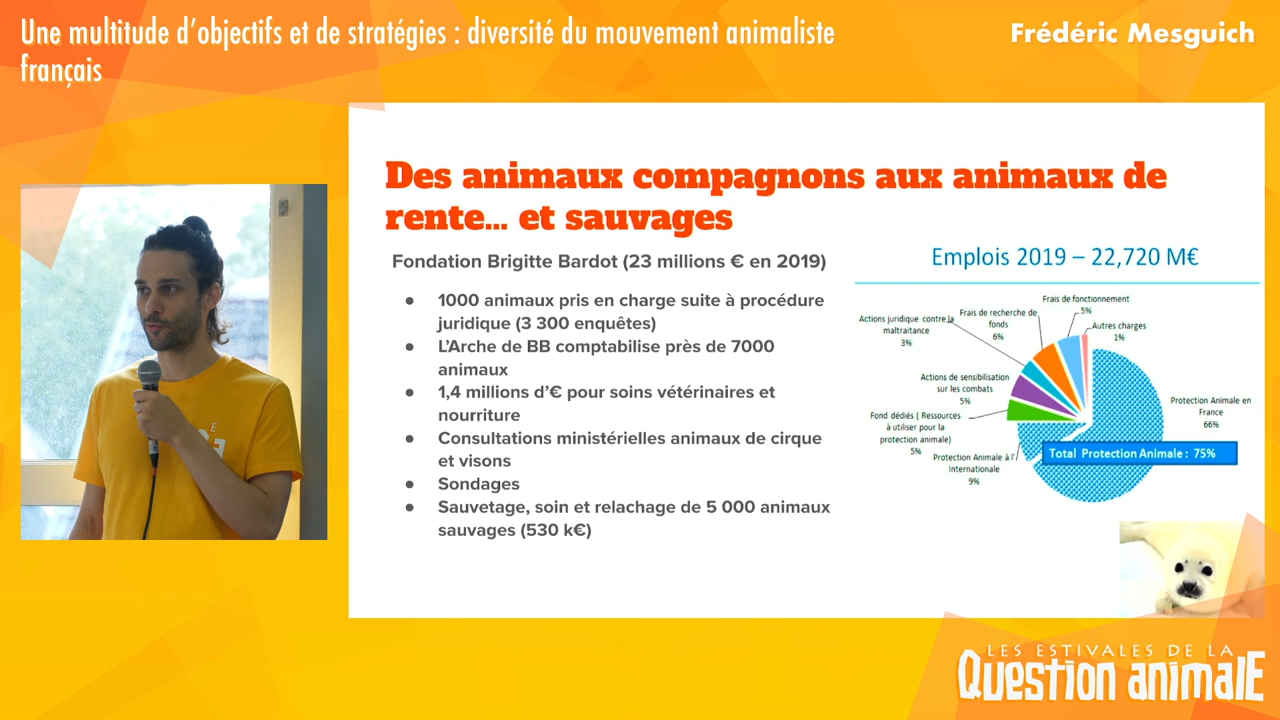 Une multitude d'objectifs et de stratégies : diversité du mouvement animaliste
français
Frédéric Mesguich
Des animaux compagnons aux animaux de
rente... et sauvages
Fondation Brigitte Bardot (23 millions € en 2019)
● 1000 animaux pris en charge suite à procédure
juridique (3 300 enquêtes)
● L'Arche de BB comptabilise près de 7000
animaux
● 1,4 millions d'€ pour soins vétérinaires et
nourriture
● Consultations ministérielles animaux de cirque
et visons
● Sondages
● Sauvetage, soin et relachage de 5 000 animaux
sauvages (530 k€)
Emplois 2019 – 22,720 M€
Frais de fonctionnement
5%
Frais de recherche de
fonds
6%
Actions juridique contre la
maltraitance
3%
Autres charges
1%
Actions de sensibilisation
sur les combats
5%
Fond dédiés ( Ressources
à utiliser pour la
protection animale)
5%
Protection Animale à l'
Internationale
9%
Protection Animale en
France
66%
Total Protection Animale : 75%
LES ESTIVALES DE LA
QUESTION ANIMALE